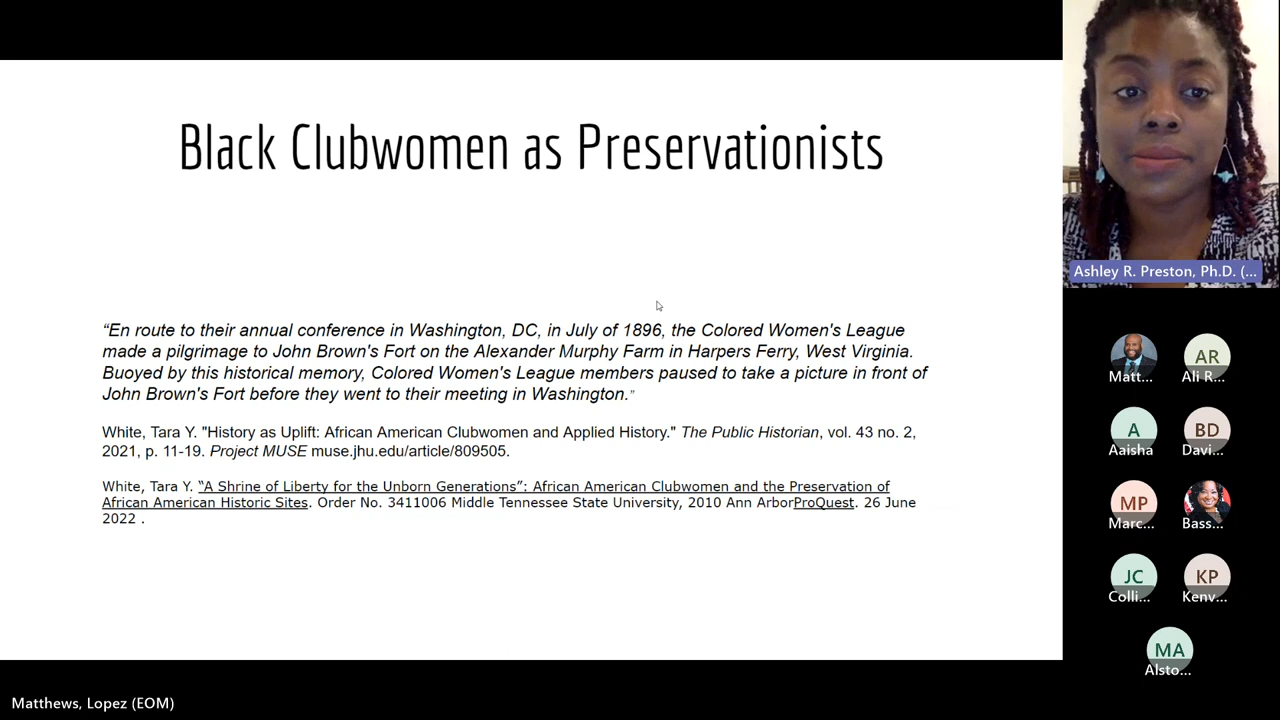 Black Clubwomen as Preservationists
“En route to their annual conference in Washington, DC, in July of 1896, the Colored Women's League
made a pilgrimage to John Brown's Fort on the Alexander Murphy Farm in Harpers Ferry, West Virginia.
Buoyed by this historical memory, Colored Women's League members paused to take a picture in front of
John Brown's Fort before they went to their meeting in Washington.”
White, Tara Y. "History as Uplift: African American Clubwomen and Applied History." The Public Historian, vol. 43 no. 2,
2021, p. 11-19. Project MUSE muse.jhu.edu/article/809505.
White, Tara Y. “A Shrine of Liberty for the Unborn Generations”: African American Clubwomen and the Preservation of
African American Historic Sites. Order No. 3411006 Middle Tennessee State University, 2010 Ann ArborProQuest. 26 June
2022 .
Ashley R. Preston, Ph.D. (...
Matt...
AR
Ali R...
A
Aaisha
BD
Davi...
MP
Marc...
Bass...
JC
Colli...
KP
Kenv...
MA
Alsto...
Matthews, Lopez (EOM)